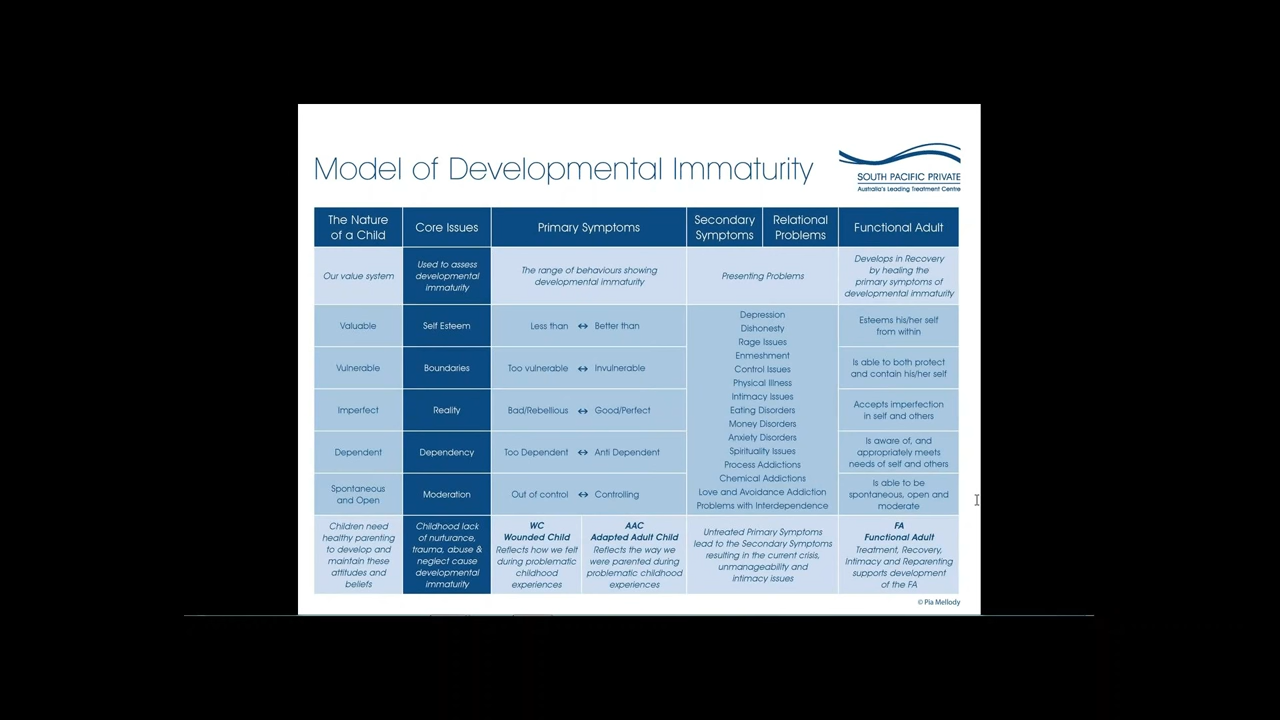 Model of Developmental Immaturity
SOUTH PACIFIC PRIVATE
Australia's Leading Treatment Centre
The Nature
of a Child
Core Issues
Primary Symptoms
Secondary
Symptoms
Relational
Problems
Functional Adult
Our value system
Used to assess
developmental
immaturity
The range of behaviours showing
developmental immaturity
Presenting Problems
Develops in Recovery
by healing the
primary symptoms of
developmental immaturity
Valuable
Self Esteem
Less than ↔ Better than
Esteems his/her self
from within
Vulnerable
Boundaries
Too vulnerable ↔ Invulnerable
Is able to both protect
and contain his/her self
Imperfect
Reality
Bad/Rebellious ↔ Good/Perfect
Accepts imperfection
in self and others
Dependent
Dependency
Too Dependent ↔ Anti Dependent
Is aware of, and
appropriately meets
needs of self and others
Spontaneous
and Open
Moderation
Out of control ↔ Controlling
Is able to be
spontaneous, open and
moderate
Depression
Dishonesty
Rage Issues
Enmeshment
Control Issues
Physical Illness
Intimacy Issues
Eating Disorders
Money Disorders
Anxiety Disorders
Spirituality Issues
Process Addictions
Chemical Addictions
Love and Avoidance Addiction
Problems with Interdependence
Children need
healthy parenting
to develop and
maintain these
attitudes and
beliefs
Childhood lack
of nurturance,
trauma, abuse &
neglect cause
developmental
immaturity
WC
Wounded Child
Reflects how we felt
during problematic
childhood
experiences
AAC
Adapted Adult Child
Reflects the way we
were parented during
problematic childhood
experiences
Untreated Primary Symptoms
lead to the Secondary Symptoms
resulting in the current crisis,
unmanageability and
intimacy issues
FA
Functional Adult
Treatment, Recovery,
Intimacy and Reparenting
supports development
of the FA
© Pia Mellody